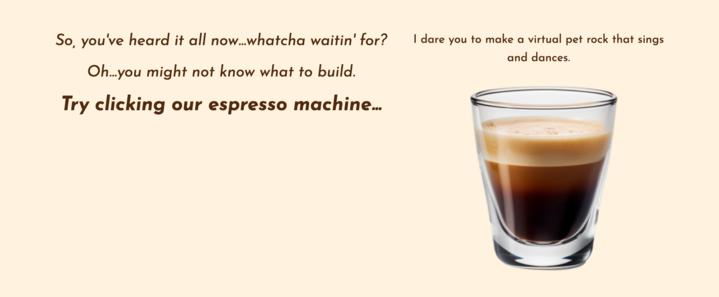 So, you've heard it all now...whatcha waitin' for?
Oh...you might not know what to build.
Try clicking our espresso machine...
I dare you to make a virtual pet rock that sings
and dances.